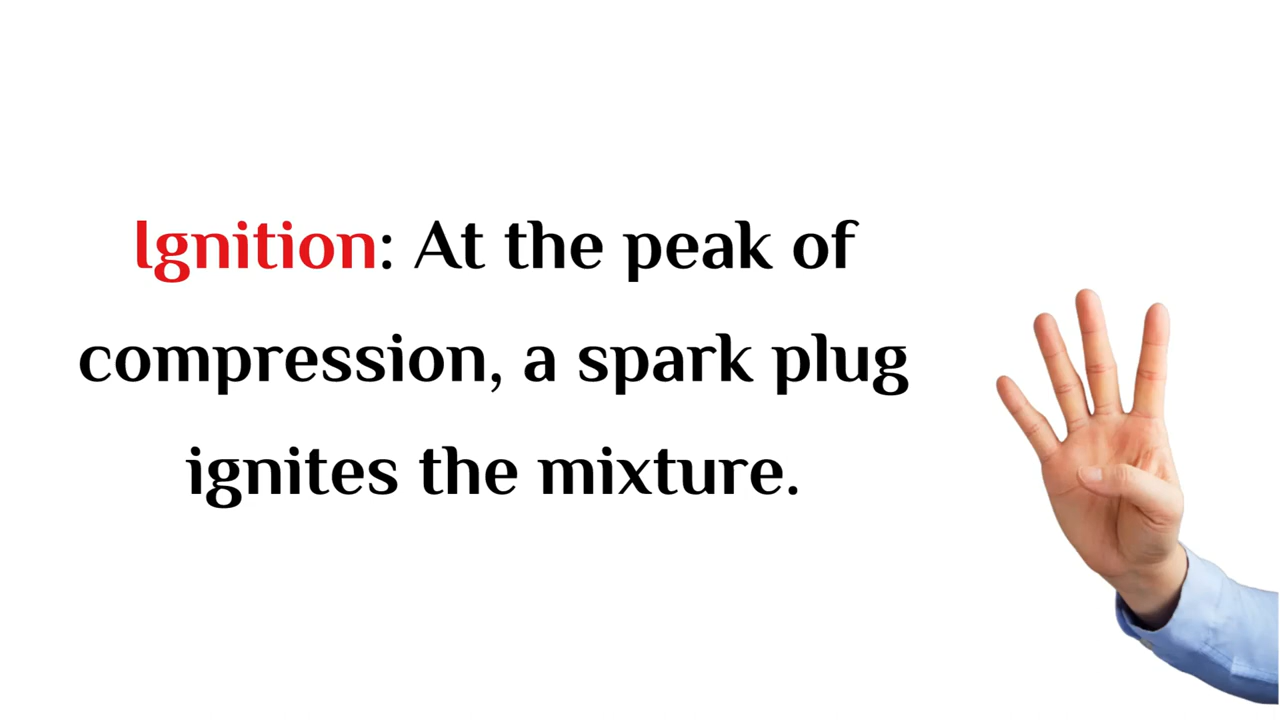 Ignition: At the peak of
compression, a spark plug
ignites the mixture.